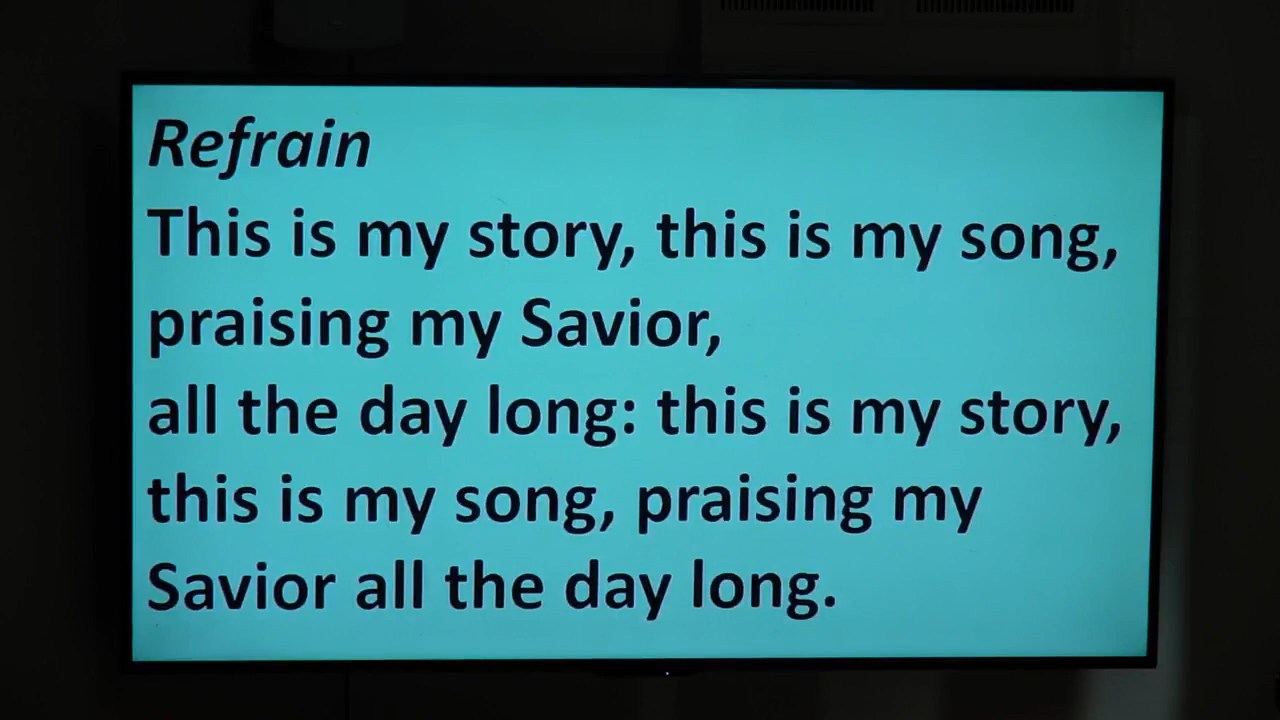 Refrain
This is my story, this is my song,
praising my Savior,
all the day long: this is my story,
this is my song, praising my
Savior all the day long.